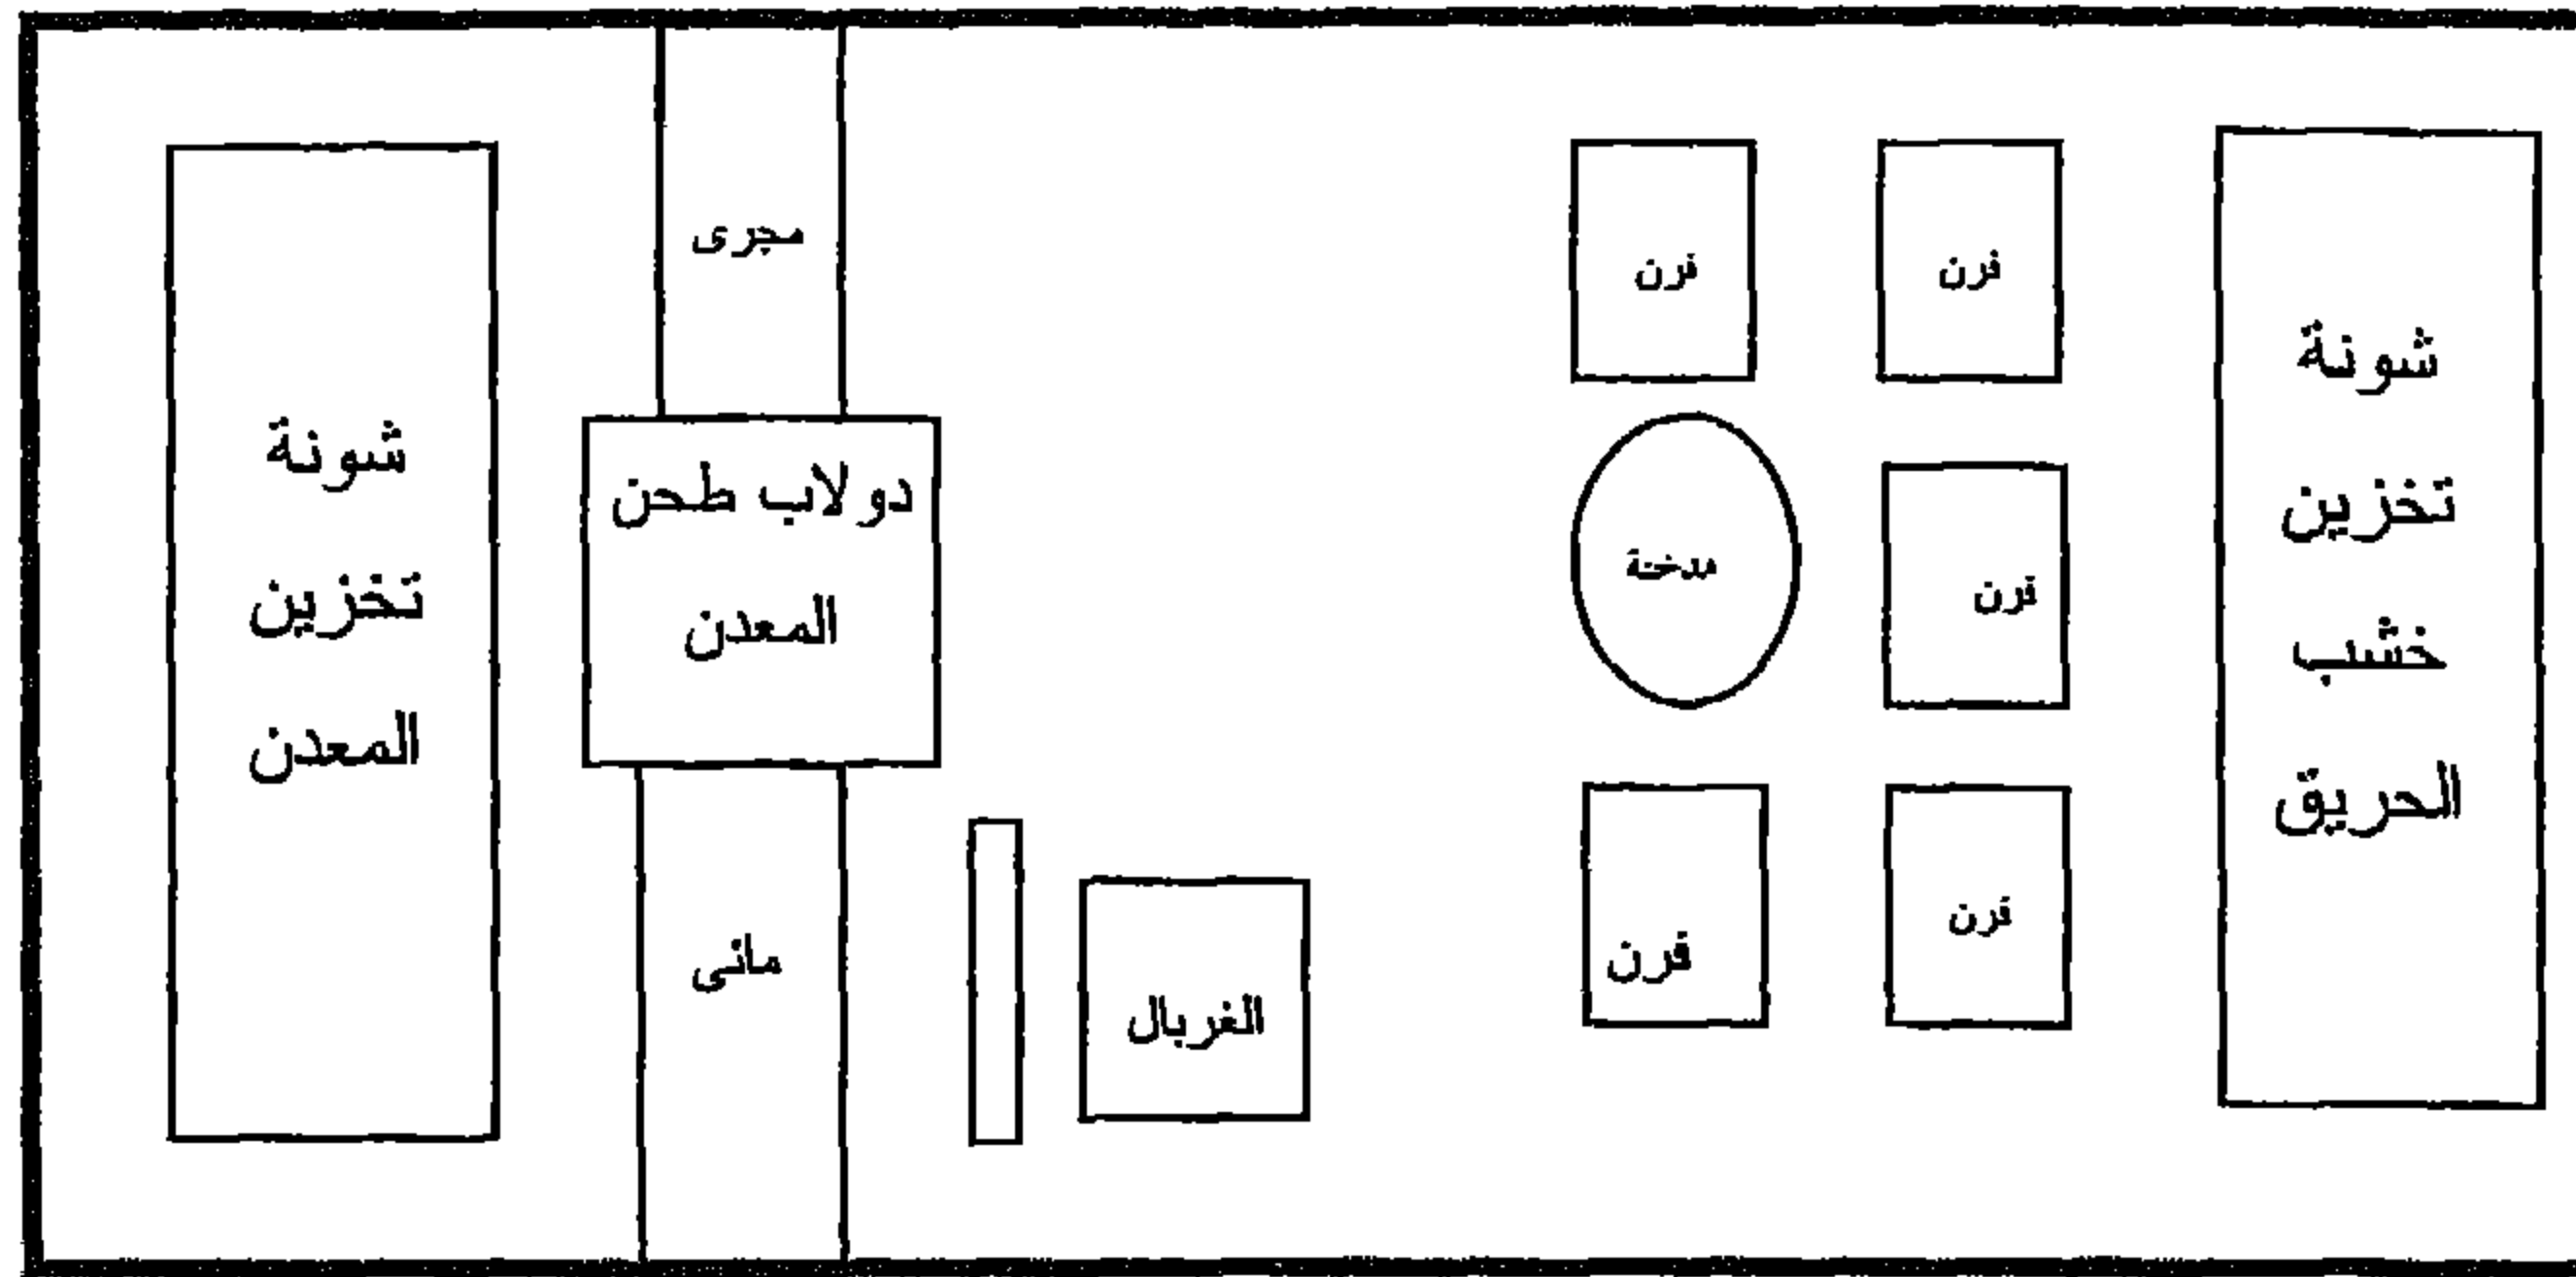 شونة
تخزين
خشب
الحريق
فرن
فرن
فرن
مدخنة
فرن
فرن
الغربال
مجرى
دولاب طحن
المعدن
مائى
شونة
تخزين
المعدن